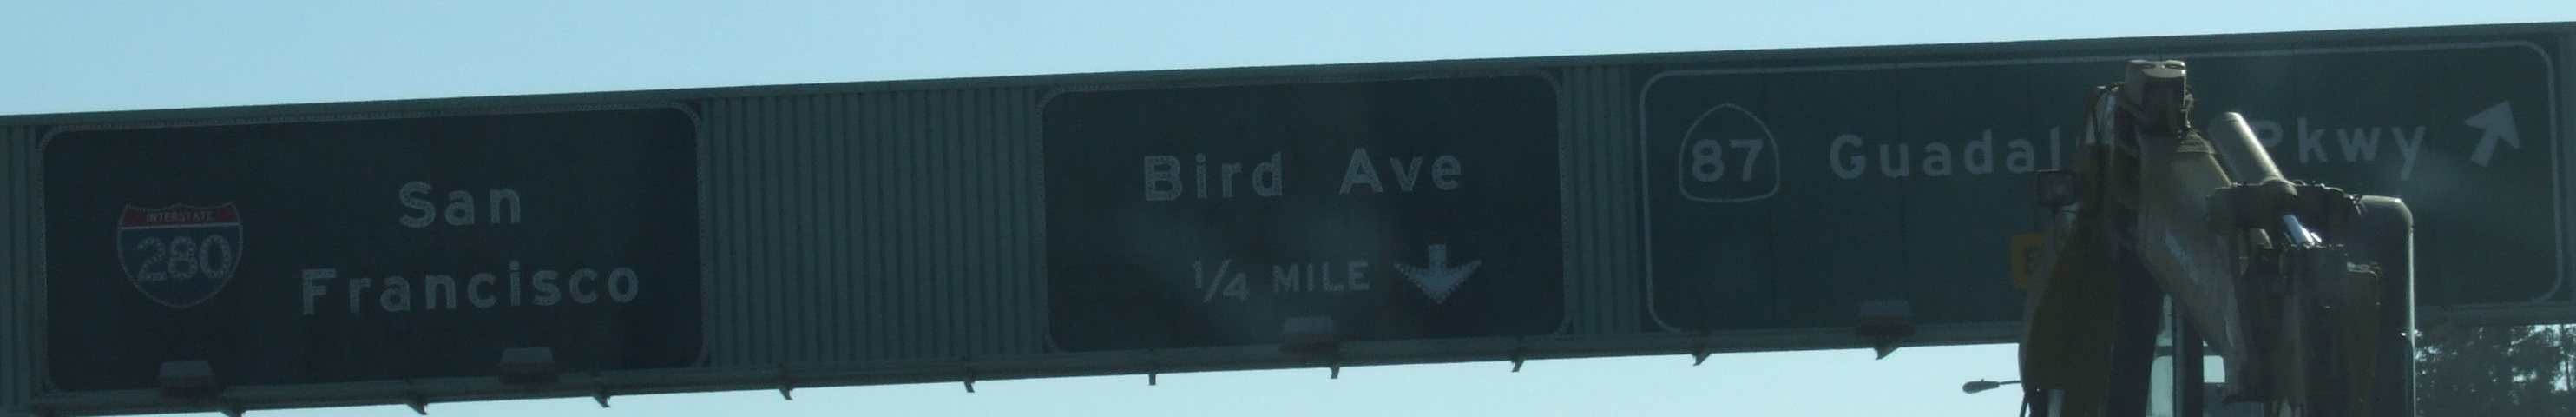 INTERSTATE
280
San
Francisco
Bird Ave
1/4 MILE
87 Guadal Pkwy